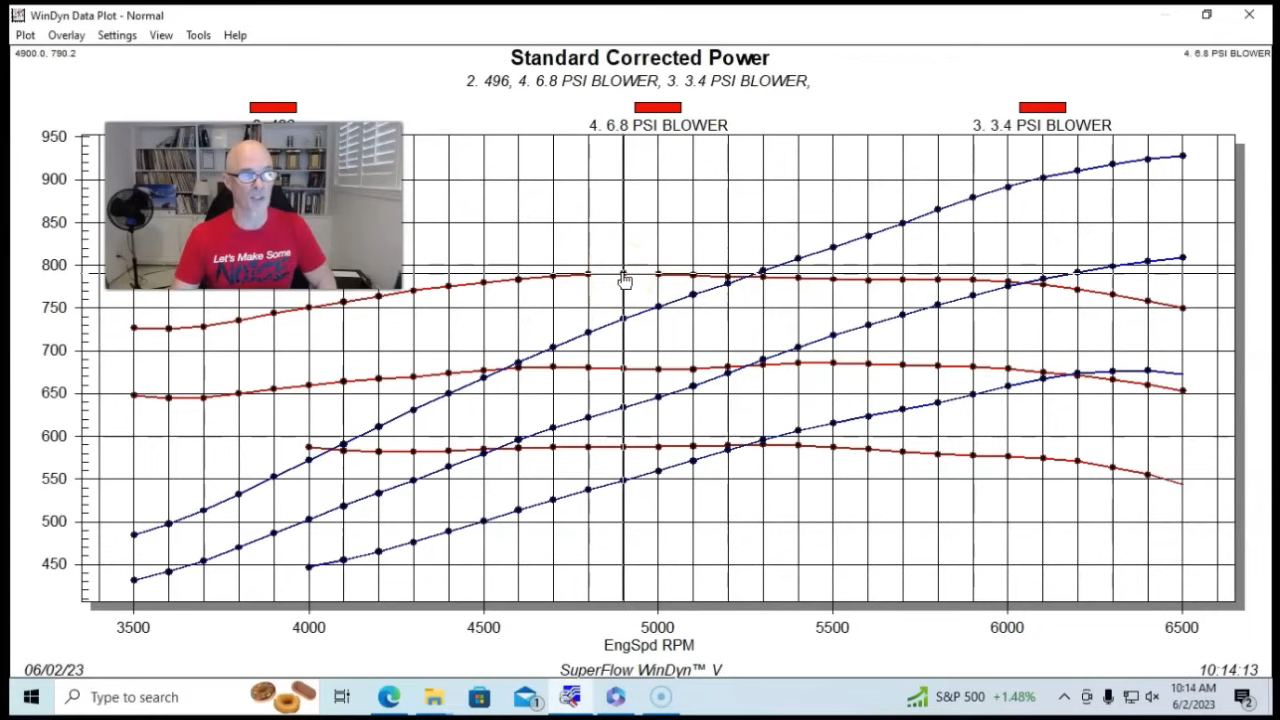 WinDyn Data Plot - Normal
Plot Overlay Settings View Tools Help
4900.0, 790.2
4. 6.8 PSI BLOWER
Standard Corrected Power
2. 496, 4. 6.8 PSI BLOWER, 3. 3.4 PSI BLOWER,
4. 6.8 PSI BLOWER
3. 3.4 PSI BLOWER
950
900
850
800
750
700
650
600
550
500
450
Let's Make Some
NOISE
3500 4000 4500 5000 5500 6000 6500
EngSpd RPM
06/02/23
SuperFlow WinDyn™ V
10:14:13
Type to search
1
S&P 500 +1.48%
10:14 AM
6/2/2023
2